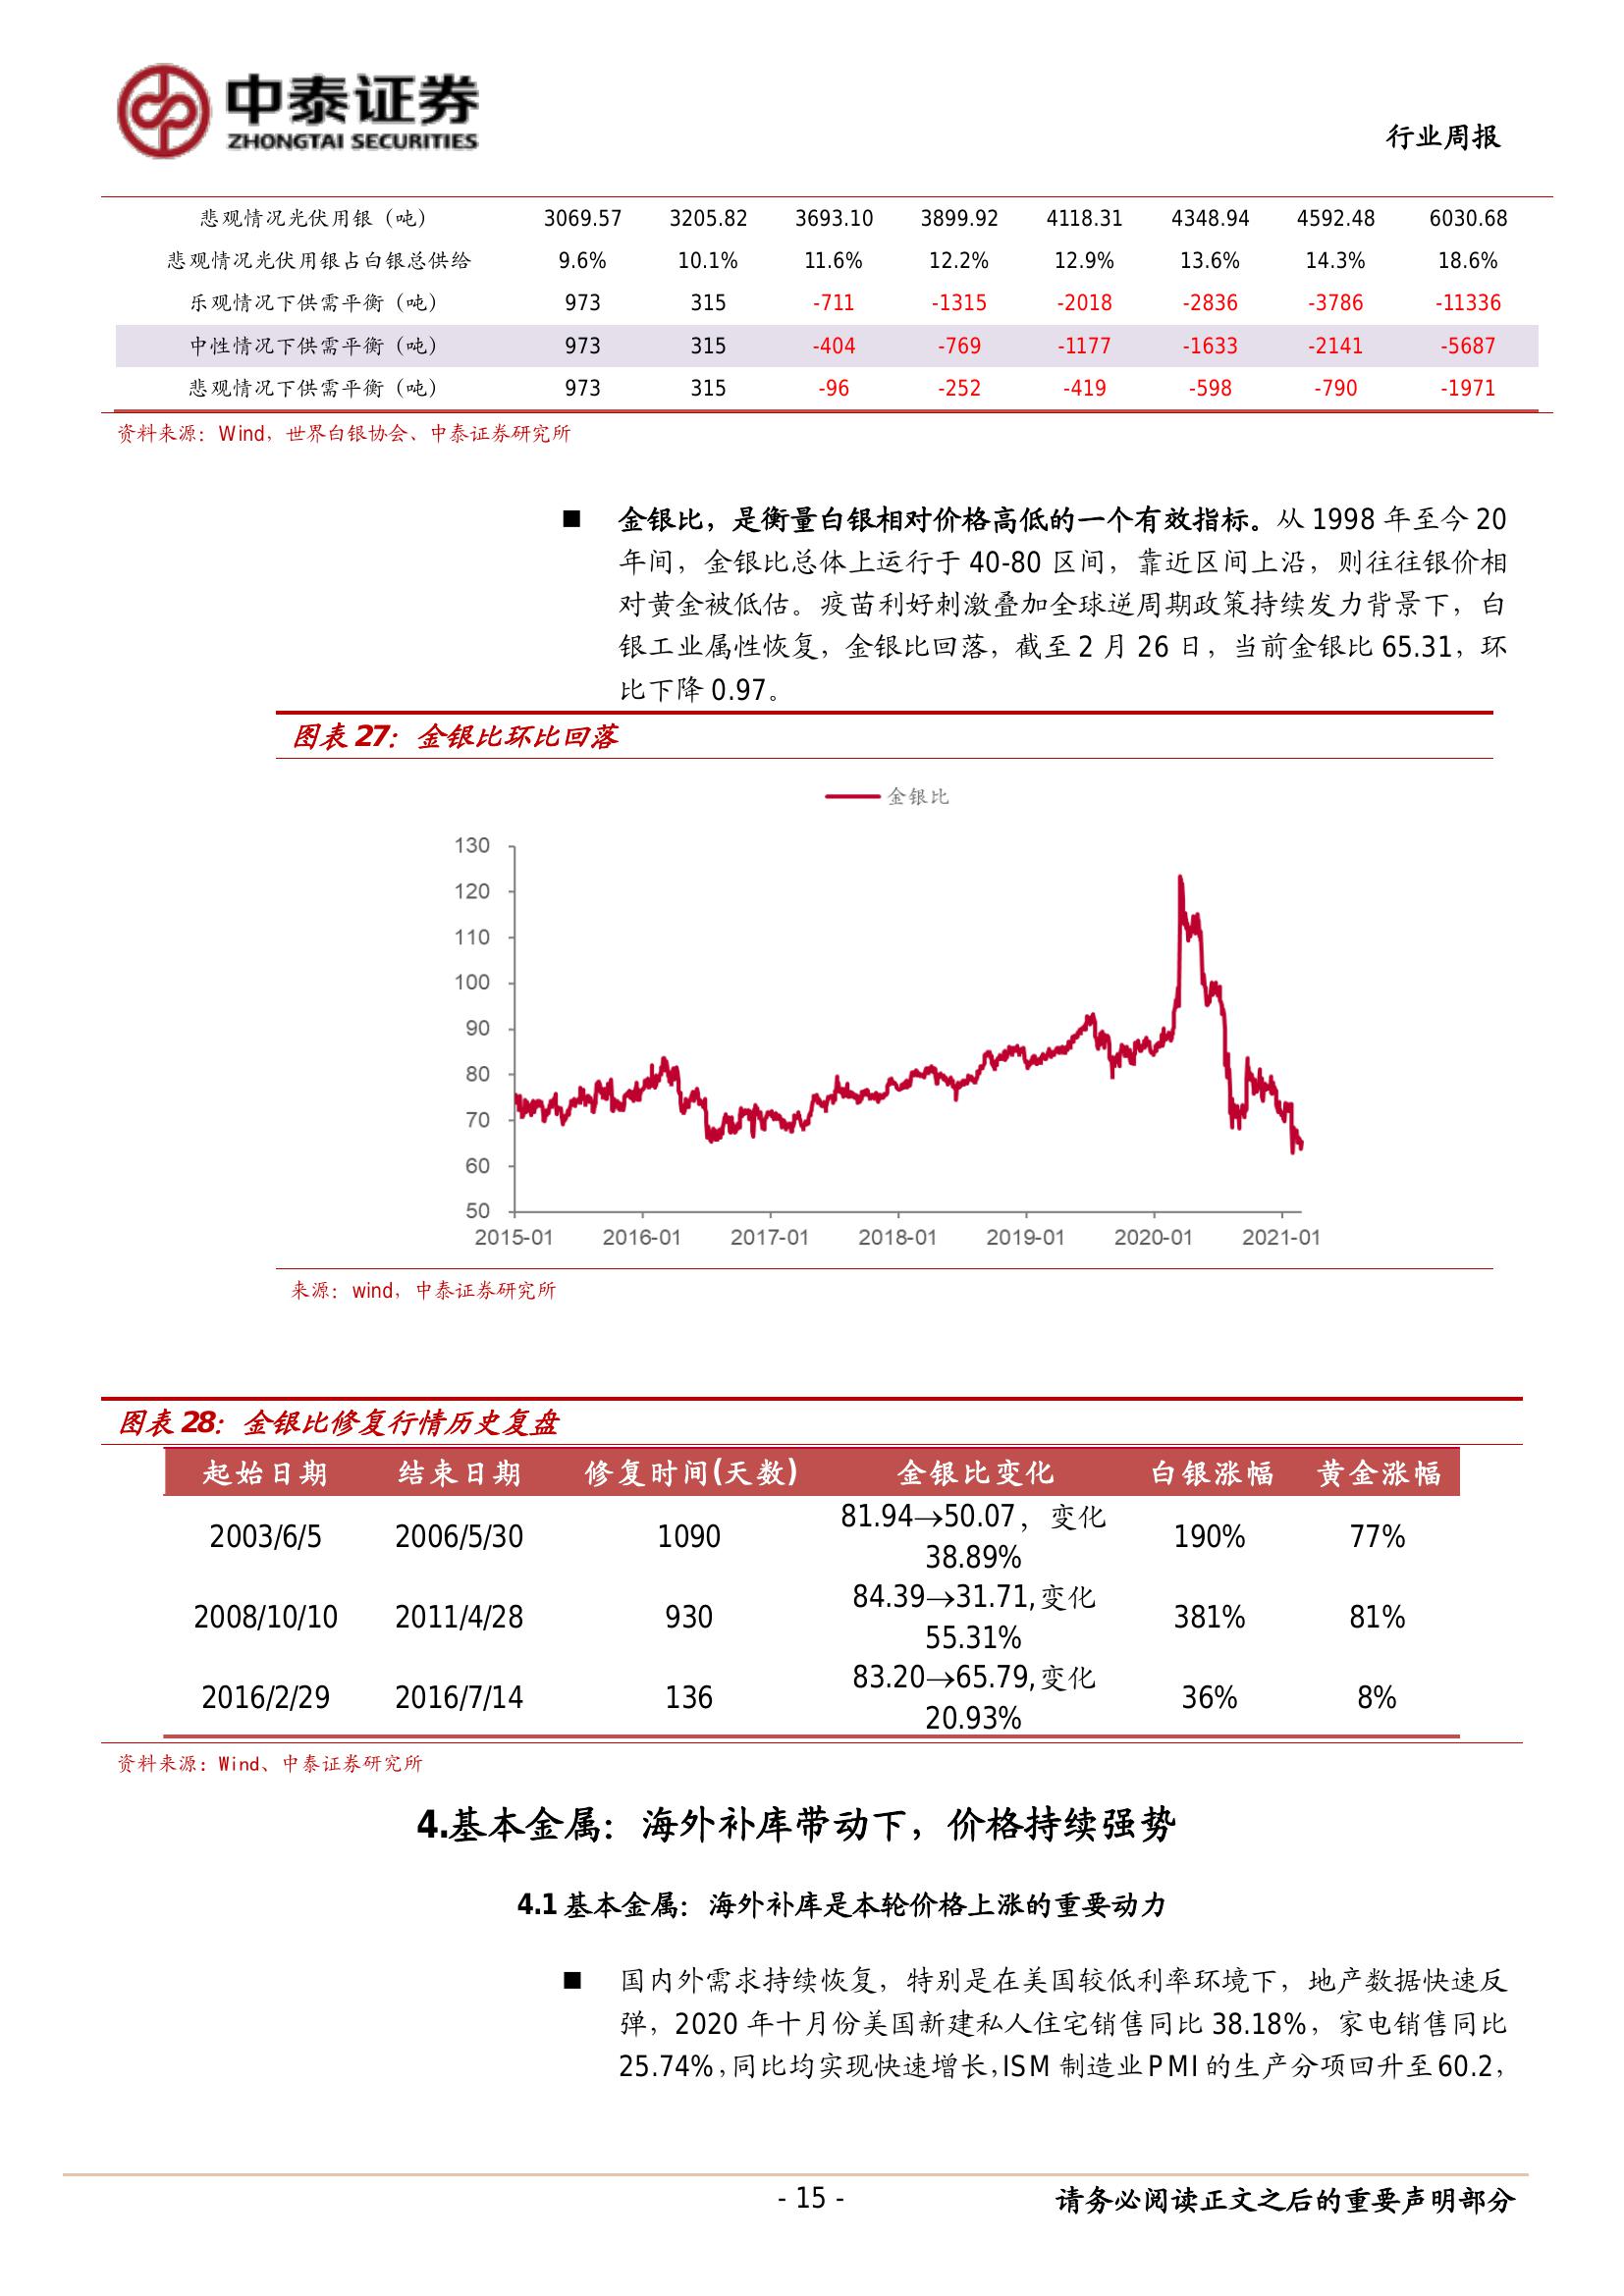 中泰证券
ZHONGTAI SECURITIES
行业周报
悲观情况光伏用银（吨） 3069.57 3205.82 3693.10 3899.92 4118.31 4348.94 4592.48 6030.68
悲观情况光伏用银占白银总供给 9.6% 10.1% 11.6% 12.2% 12.9% 13.6% 14.3% 18.6%
乐观情况下供需平衡（吨） 973 315 -711 -1315 -2018 -2836 -3786 -11336
中性情况下供需平衡（吨） 973 315 -404 -769 -1177 -1633 -2141 -5687
悲观情况下供需平衡（吨） 973 315 -96 -252 -419 -598 -790 -1971
资料来源：Wind，世界白银协会、中泰证券研究所
■ 金银比，是衡量白银相对价格高低的一个有效指标。从 1998 年至今 20
年间，金银比总体上运行于 40-80 区间，靠近区间上沿，则往往银价相
对黄金被低估。疫苗利好刺激叠加全球逆周期政策持续发力背景下，白
银工业属性恢复，金银比回落，截至 2 月 26 日，当前金银比 65.31，环
比下降 0.97。
图表 27：金银比环比回落
金银比
130
120
110
100
90
80
70
60
50
2015-01 2016-01 2017-01 2018-01 2019-01 2020-01 2021-01
来源：wind，中泰证券研究所
图表 28：金银比修复行情历史复盘
起始日期 结束日期 修复时间(天数) 金银比变化 白银涨幅 黄金涨幅
2003/6/5 2006/5/30 1090 81.94→50.07，变化 190% 77%
38.89%
2008/10/10 2011/4/28 930 84.39→31.71,变化 381% 81%
55.31%
2016/2/29 2016/7/14 136 83.20→65.79,变化 36% 8%
20.93%
资料来源：Wind、中泰证券研究所
4.基本金属：海外补库带动下，价格持续强势
4.1 基本金属：海外补库是本轮价格上涨的重要动力
■ 国内外需求持续恢复，特别是在美国较低利率环境下，地产数据快速反
弹，2020 年十月份美国新建私人住宅销售同比 38.18%，家电销售同比
25.74%，同比均实现快速增长，ISM 制造业 PMI 的生产分项回升至 60.2，
- 15 -
请务必阅读正文之后的重要声明部分